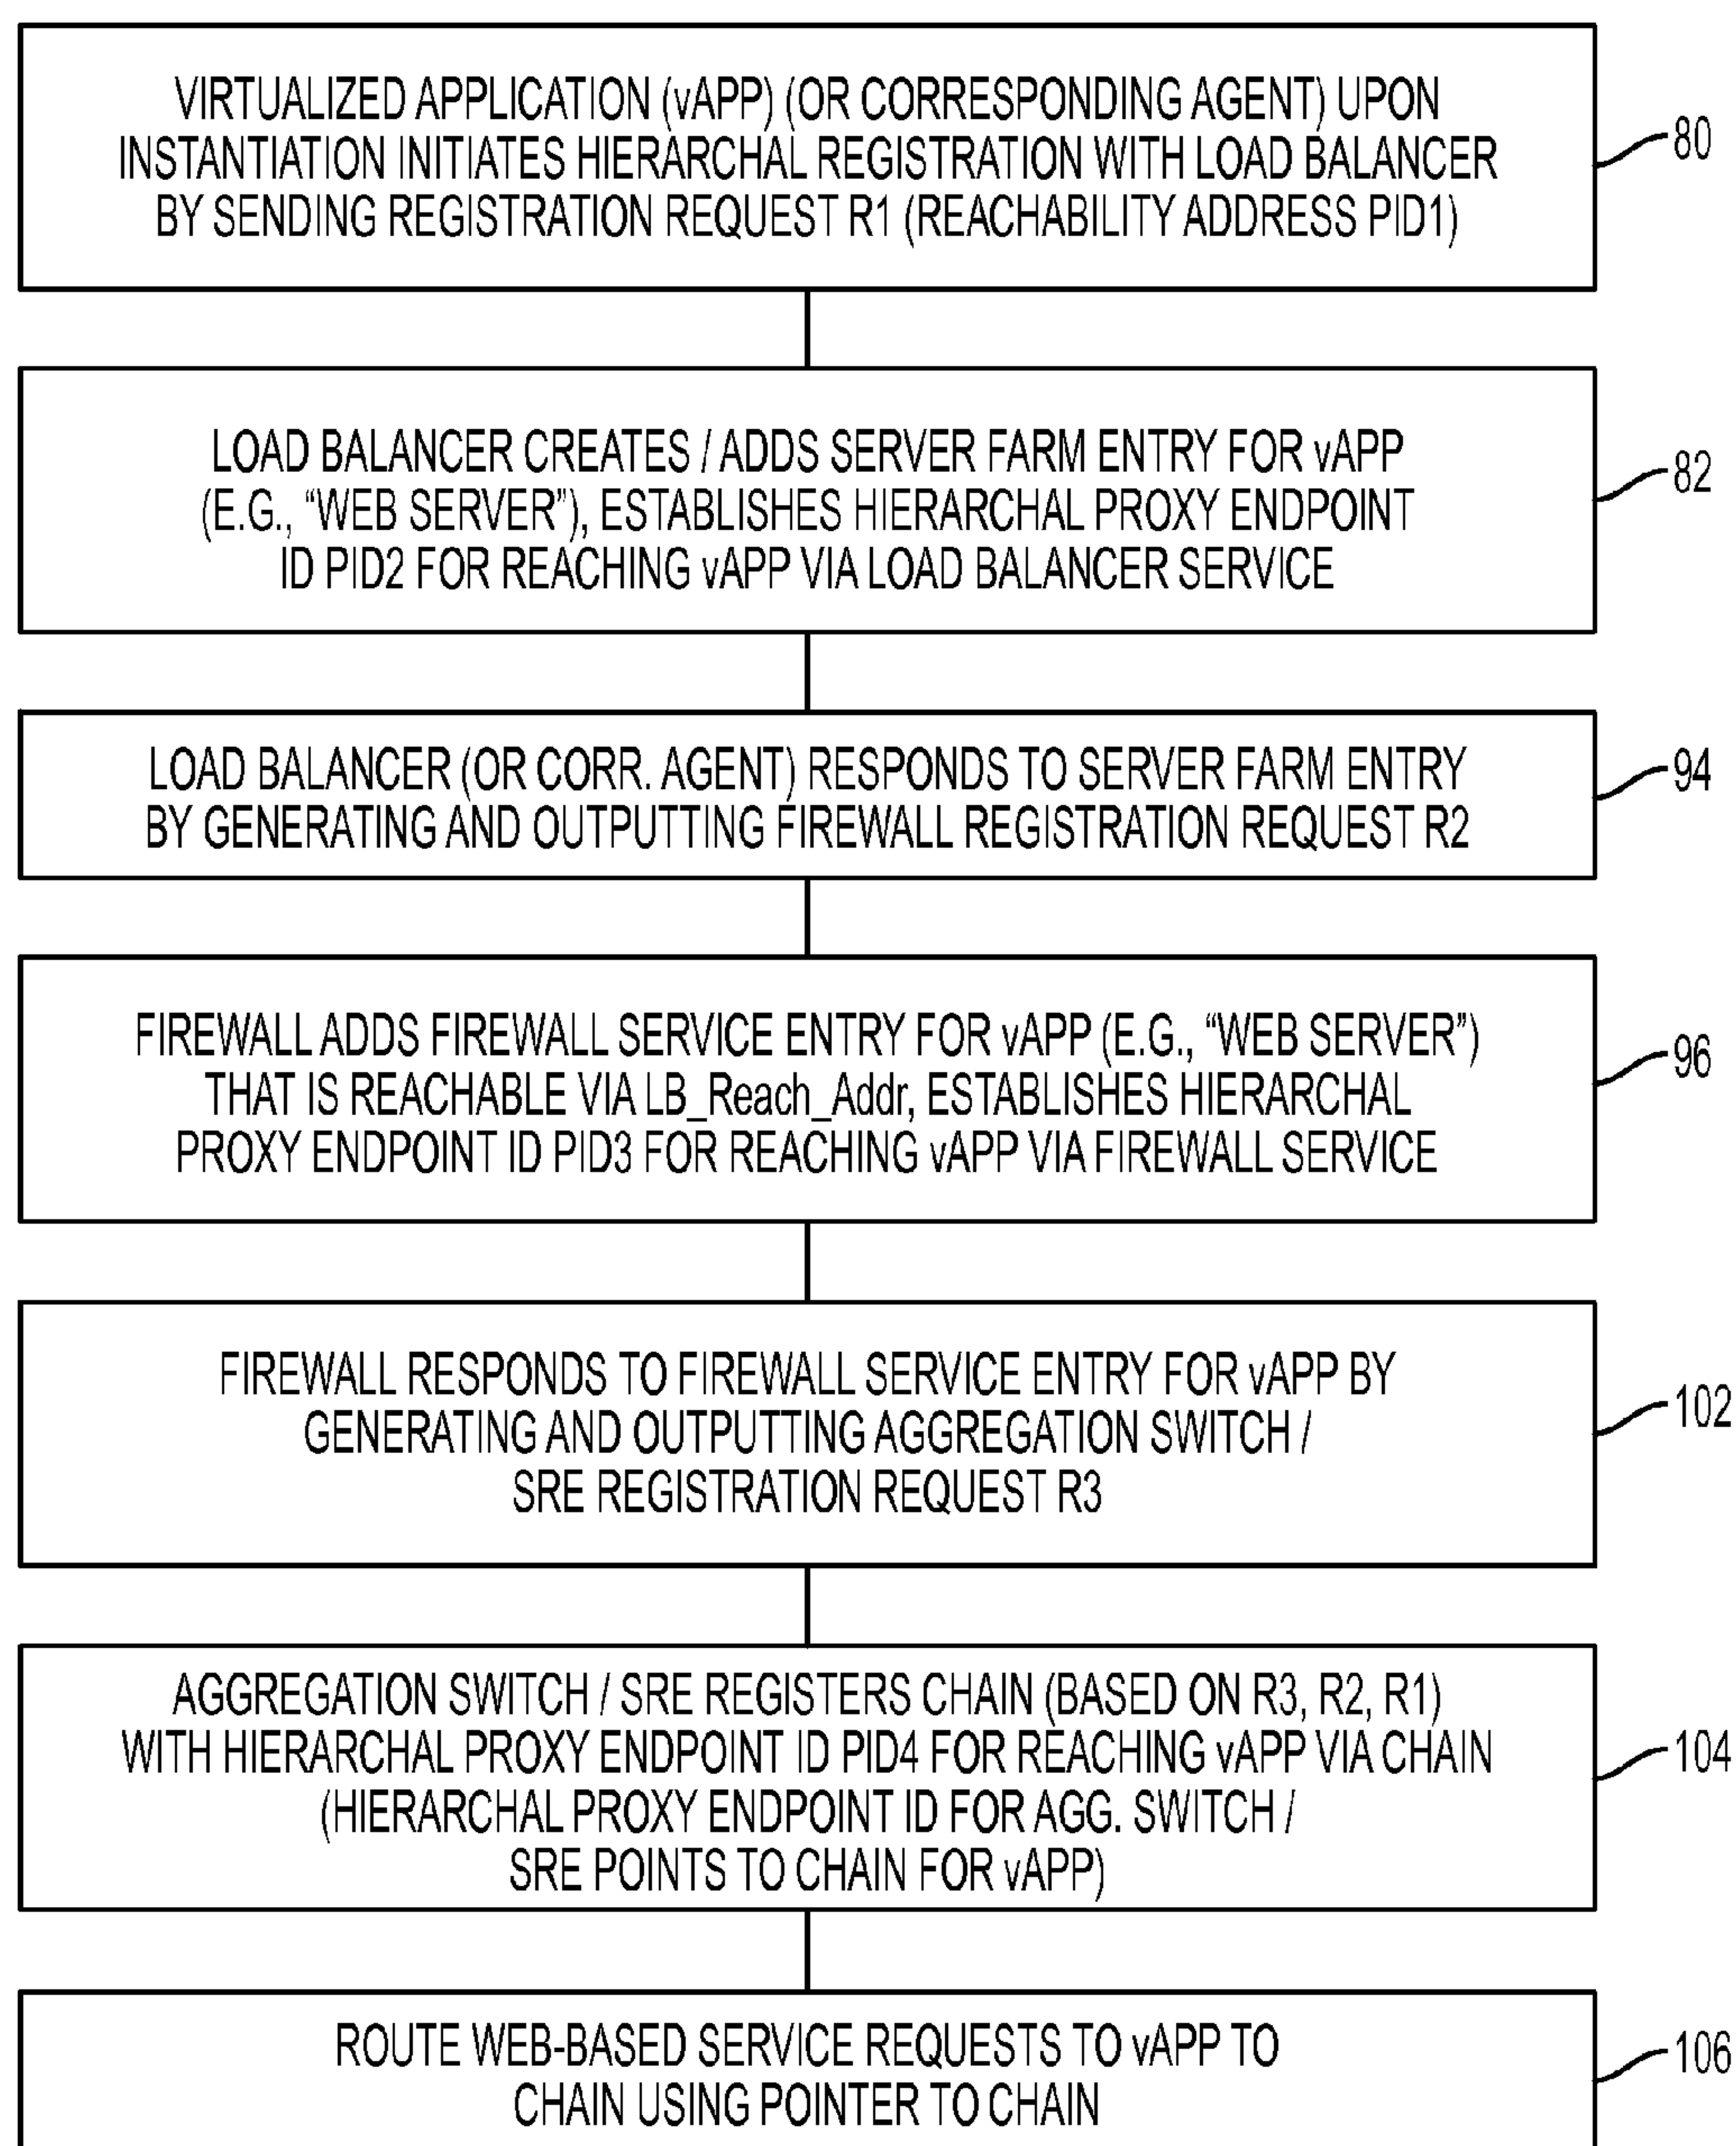 VIRTUALIZED APPLICATION (vAPP) (OR CORRESPONDING AGENT) UPON
INSTANTIATION INITIATES HIERARCHAL REGISTRATION WITH LOAD BALANCER
BY SENDING REGISTRATION REQUEST R1 (REACHABILITY ADDRESS PID1)
80
LOAD BALANCER CREATES / ADDS SERVER FARM ENTRY FOR vAPP
(E.G., “WEB SERVER”), ESTABLISHES HIERARCHAL PROXY ENDPOINT
ID PID2 FOR REACHING vAPP VIA LOAD BALANCER SERVICE
82
LOAD BALANCER (OR CORR. AGENT) RESPONDS TO SERVER FARM ENTRY
BY GENERATING AND OUTPUTTING FIREWALL REGISTRATION REQUEST R2
94
FIREWALL ADDS FIREWALL SERVICE ENTRY FOR vAPP (E.G., “WEB SERVER”)
THAT IS REACHABLE VIA LB_Reach_Addr, ESTABLISHES HIERARCHAL
PROXY ENDPOINT ID PID3 FOR REACHING vAPP VIA FIREWALL SERVICE
96
FIREWALL RESPONDS TO FIREWALL SERVICE ENTRY FOR vAPP BY
GENERATING AND OUTPUTTING AGGREGATION SWITCH /
SRE REGISTRATION REQUEST R3
102
AGGREGATION SWITCH / SRE REGISTERS CHAIN (BASED ON R3, R2, R1)
WITH HIERARCHAL PROXY ENDPOINT ID PID4 FOR REACHING vAPP VIA CHAIN
(HIERARCHAL PROXY ENDPOINT ID FOR AGG. SWITCH /
SRE POINTS TO CHAIN FOR vAPP)
104
ROUTE WEB-BASED SERVICE REQUESTS TO vAPP TO
CHAIN USING POINTER TO CHAIN
106